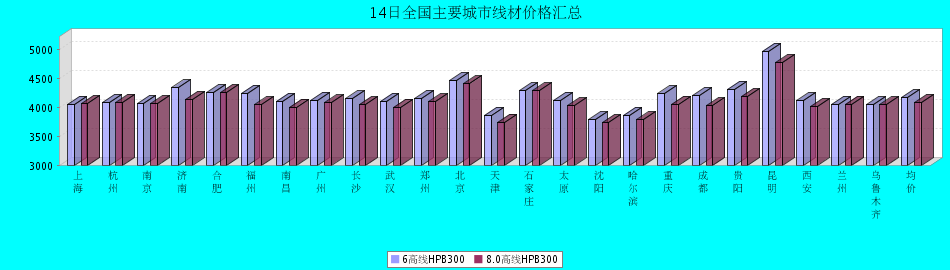 14日全国主要城市线材价格汇总
5000
4500
4000
3500
3000
上海 杭州 南京 济南 合肥 福州 南昌 广州 长沙 武汉 郑州 北京 天津 石家庄 太原 沈阳 哈尔滨 重庆 成都 贵阳 昆明 西安 兰州 乌鲁木齐 均价
6高线HPB300 8.0高线HPB300